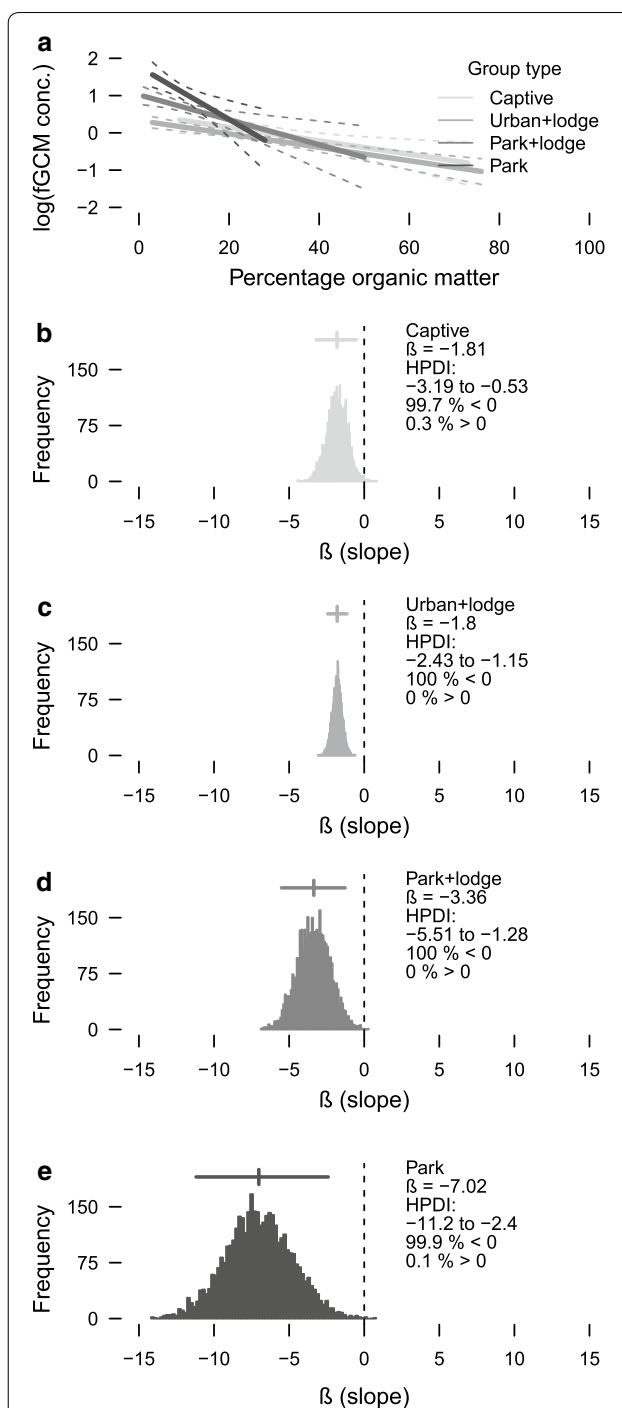 a
log(fGCM conc.)
2
1
0
−1
−2
Group type
Captive
Urban+lodge
Park+lodge
Park
0 20 40 60 80 100
Percentage organic matter
b
Frequency
150
75
0
Captive
ß = −1.81
HPDI:
−3.19 to −0.53
99.7 % < 0
0.3 % > 0
−15 −10 −5 0 5 10 15
ß (slope)
c
Frequency
150
75
0
Urban+lodge
ß = −1.8
HPDI:
−2.43 to −1.15
100 % < 0
0 % > 0
−15 −10 −5 0 5 10 15
ß (slope)
d
Frequency
150
75
0
Park+lodge
ß = −3.36
HPDI:
−5.51 to −1.28
100 % < 0
0 % > 0
−15 −10 −5 0 5 10 15
ß (slope)
e
Frequency
150
75
0
Park
ß = −7.02
HPDI:
−11.2 to −2.4
99.9 % < 0
0.1 % > 0
−15 −10 −5 0 5 10 15
ß (slope)